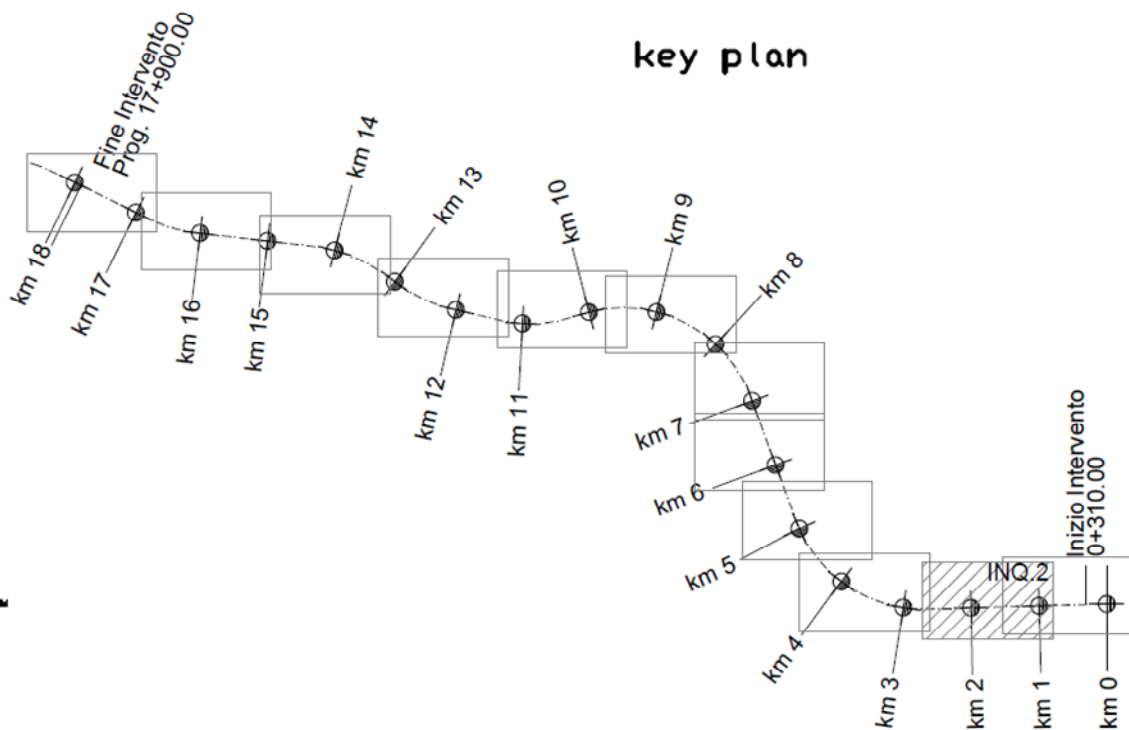 key plan
Fine Intervento
Prog. 17+900.00
km 18
km 17
km 16
km 15
km 14
km 13
km 12
km 11
km 10
km 9
km 8
km 7
km 6
km 5
km 4
km 3
km 2
km 1
km 0
INQ.2
Inizio Intervento
0+310.00